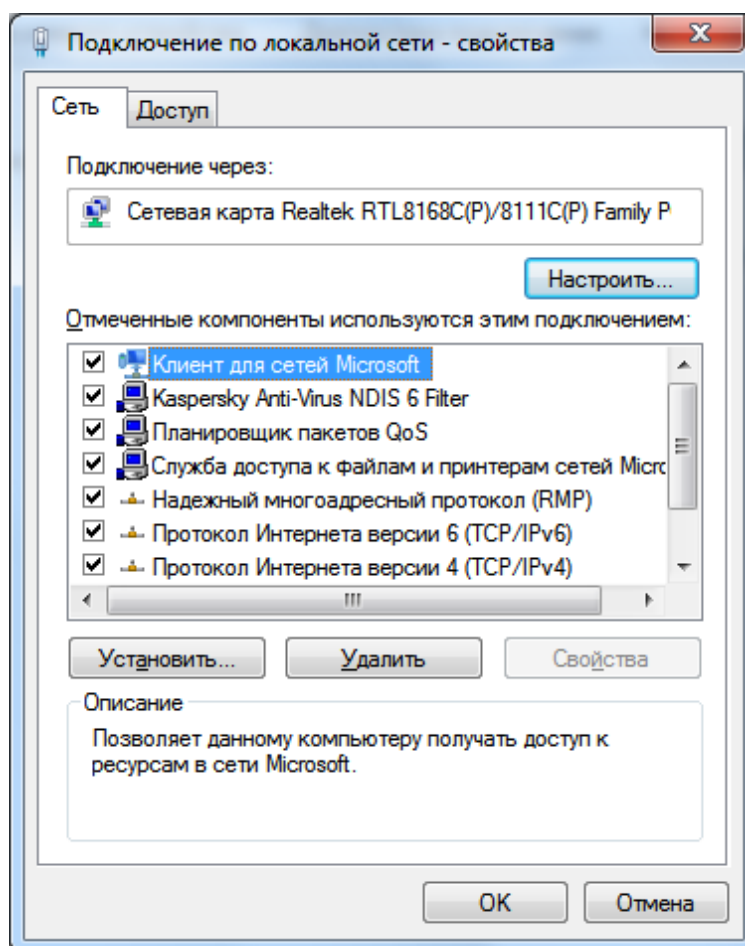 Подключение по локальной сети - свойства
Сеть
Доступ
Подключение через:
Сетевая карта Realtek RTL8168C(P)/8111C(P) Family P
Настроить...
Отмеченные компоненты используются этим подключением:
Клиент для сетей Microsoft
Kaspersky Anti-Virus NDIS 6 Filter
Планировщик пакетов QoS
Служба доступа к файлам и принтерам сетей Micro
Надежный многоадресный протокол (RMP)
Протокол Интернета версии 6 (TCP/IPv6)
Протокол Интернета версии 4 (TCP/IPv4)
Установить...
Удалить
Свойства
Описание
Позволяет данному компьютеру получать доступ к
ресурсам в сети Microsoft.
ОК
Отмена